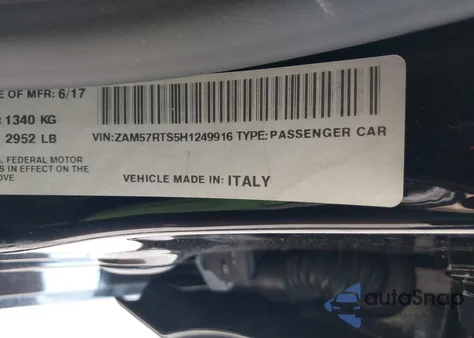 E OF MFR: 6/17
1340 KG
2952 LB
VIN: ZAM57RTS5H1249916 TYPE: PASSENGER CAR
. FEDERAL MOTOR
S IN EFFECT ON THE
OVE
VEHICLE MADE IN: ITALY
autoSnap